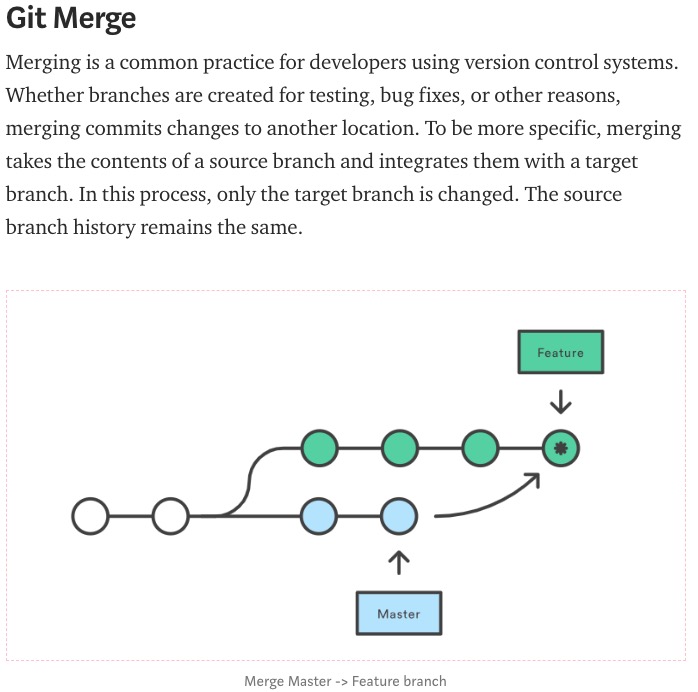 Git Merge
Merging is a common practice for developers using version control systems.
Whether branches are created for testing, bug fixes, or other reasons,
merging commits changes to another location. To be more specific, merging
takes the contents of a source branch and integrates them with a target
branch. In this process, only the target branch is changed. The source
branch history remains the same.
Feature
Master
Merge Master -> Feature branch